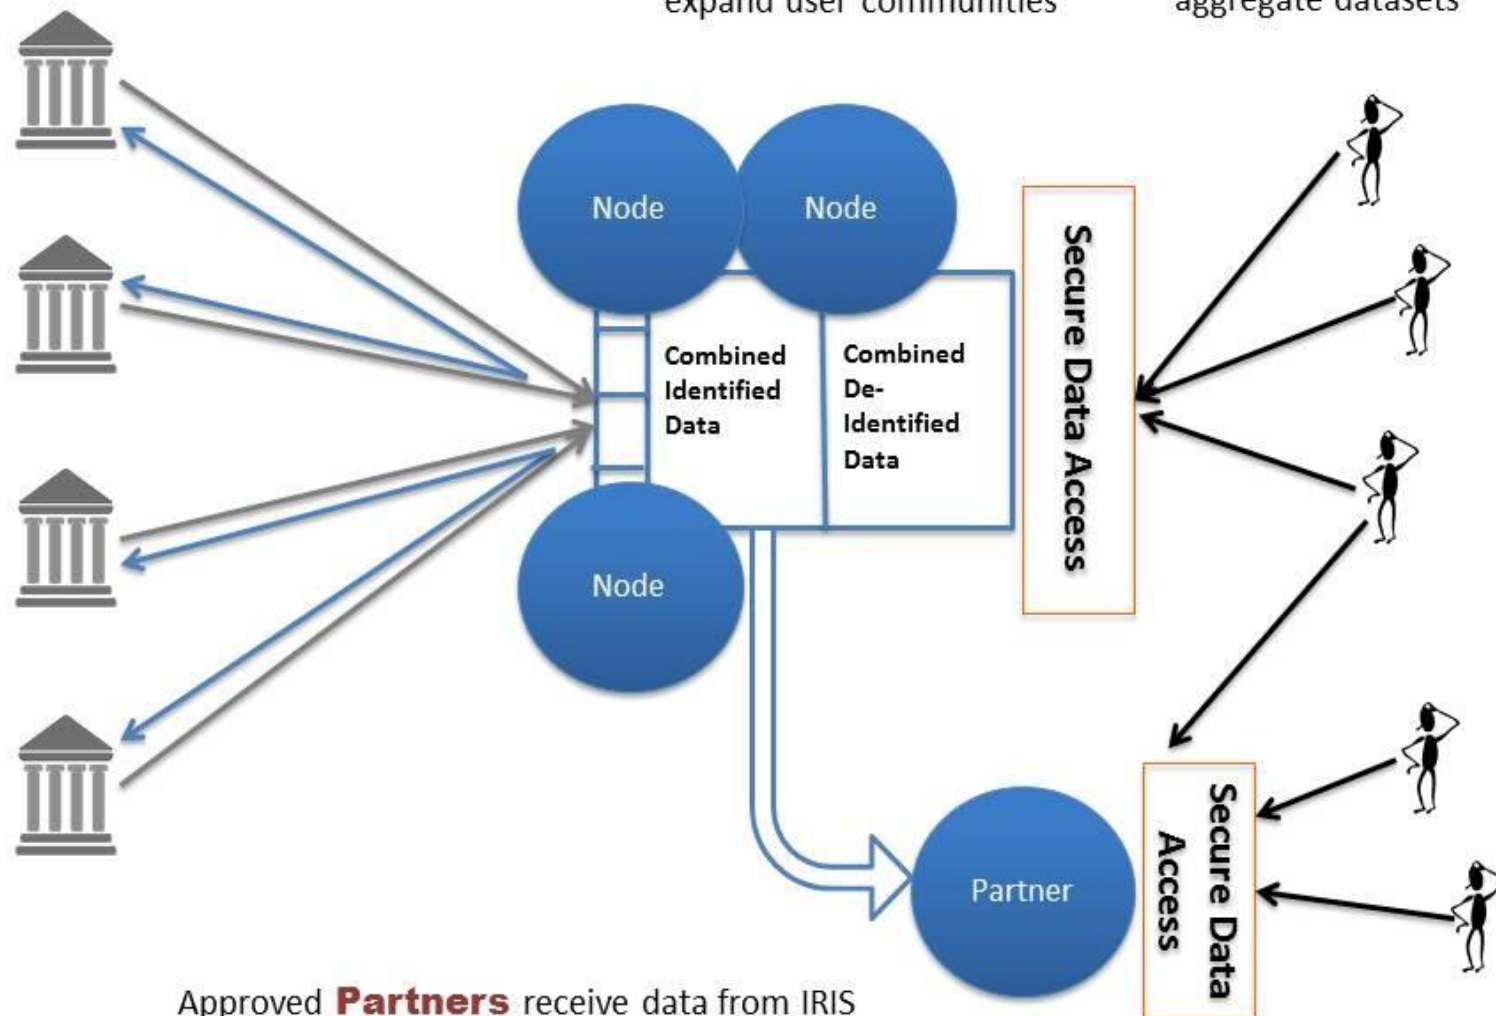 expand user communities
aggregate datasets
Node
Node
Secure Data Access
Combined
Identified
Data
Combined
De-
Identified
Data
Node
Partner
Secure Data
Access
Approved Partners receive data from IRIS